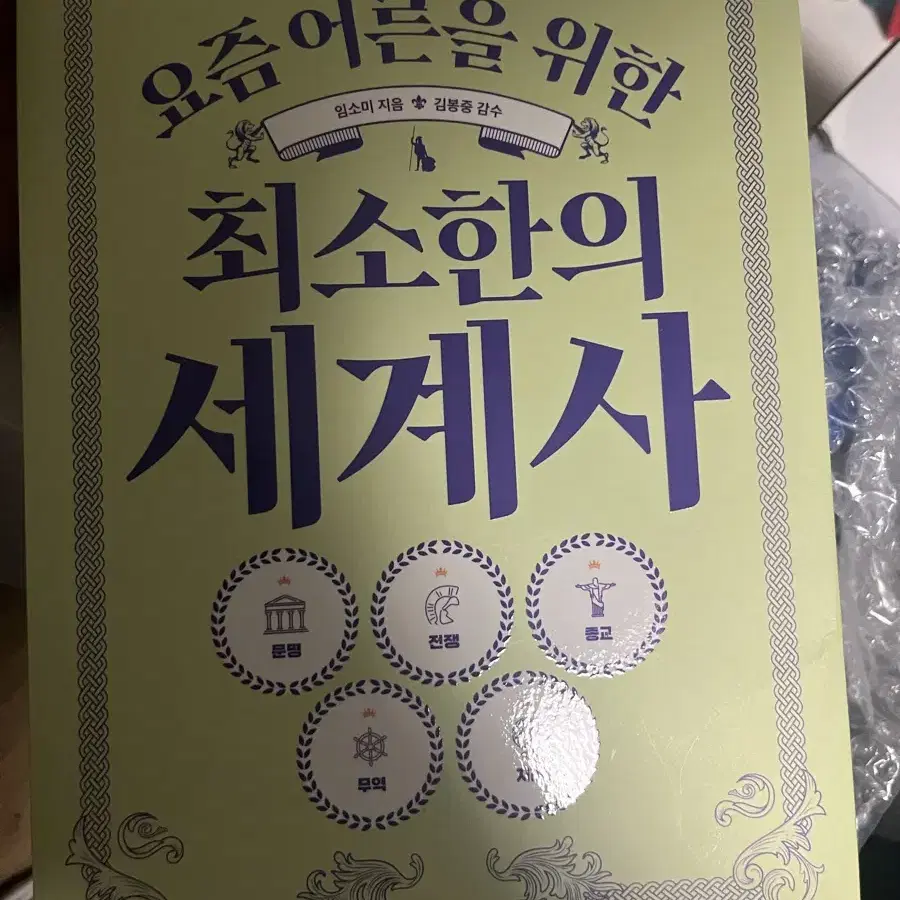 요즘 어른을 위한
임소미 지음 김봉중 감수
최소한의
세계사
문명
전쟁
종교
무역